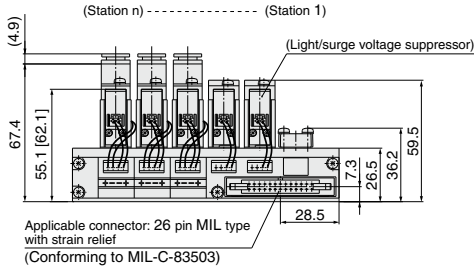 (Station n) ------------ (Station 1)
(4.9)
(Light/surge voltage suppressor)
67.4
55.1 [62.1]
7.3
26.5
36.2
59.5
28.5
Applicable connector: 26 pin MIL type
with strain relief
(Conforming to MIL-C-83503)